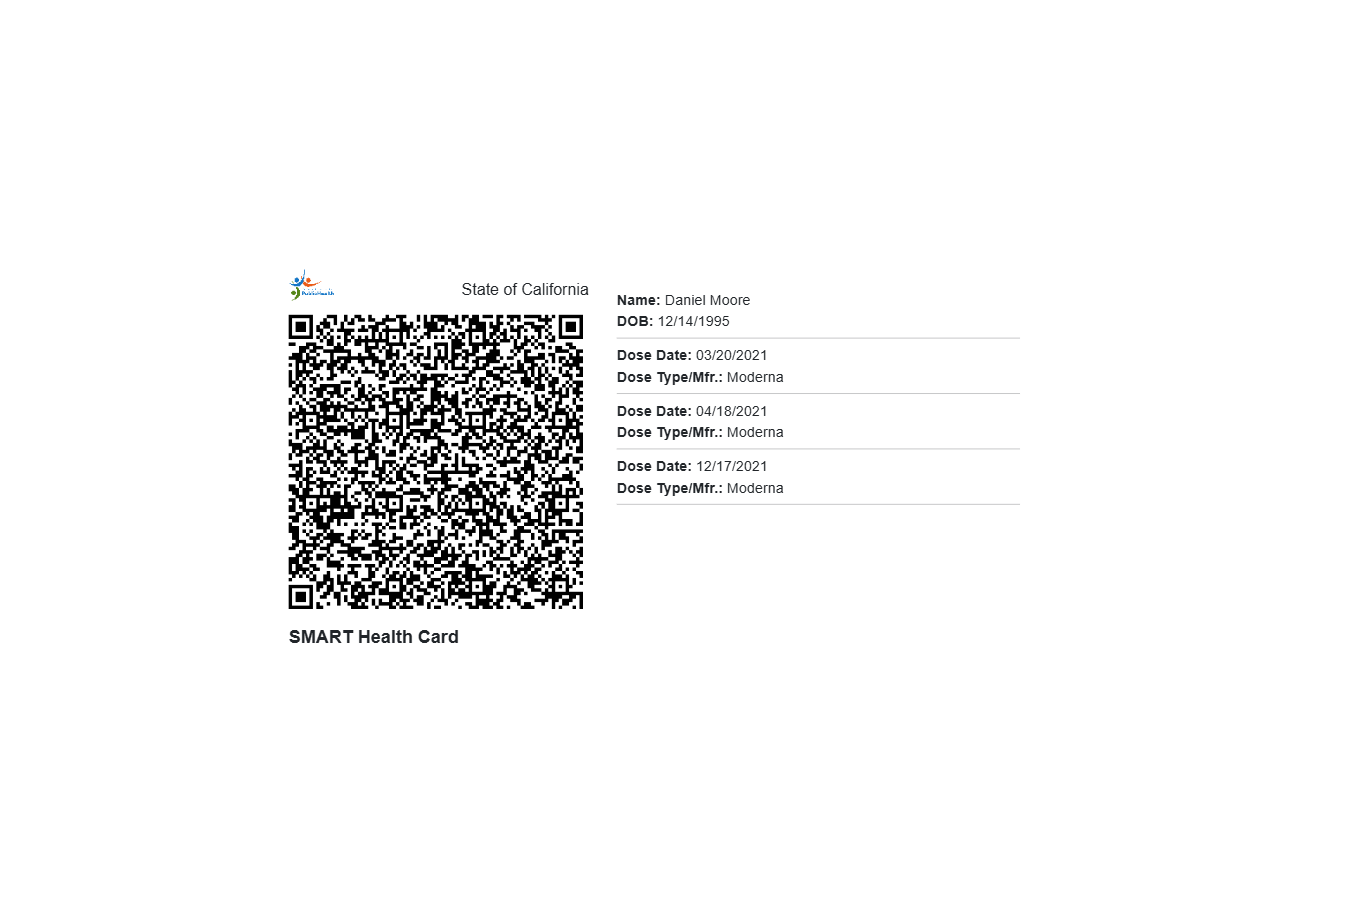 PublicHealth
State of California
Name: Daniel Moore
DOB: 12/14/1995
Dose Date: 03/20/2021
Dose Type/Mfr.: Moderna
Dose Date: 04/18/2021
Dose Type/Mfr.: Moderna
Dose Date: 12/17/2021
Dose Type/Mfr.: Moderna
SMART Health Card